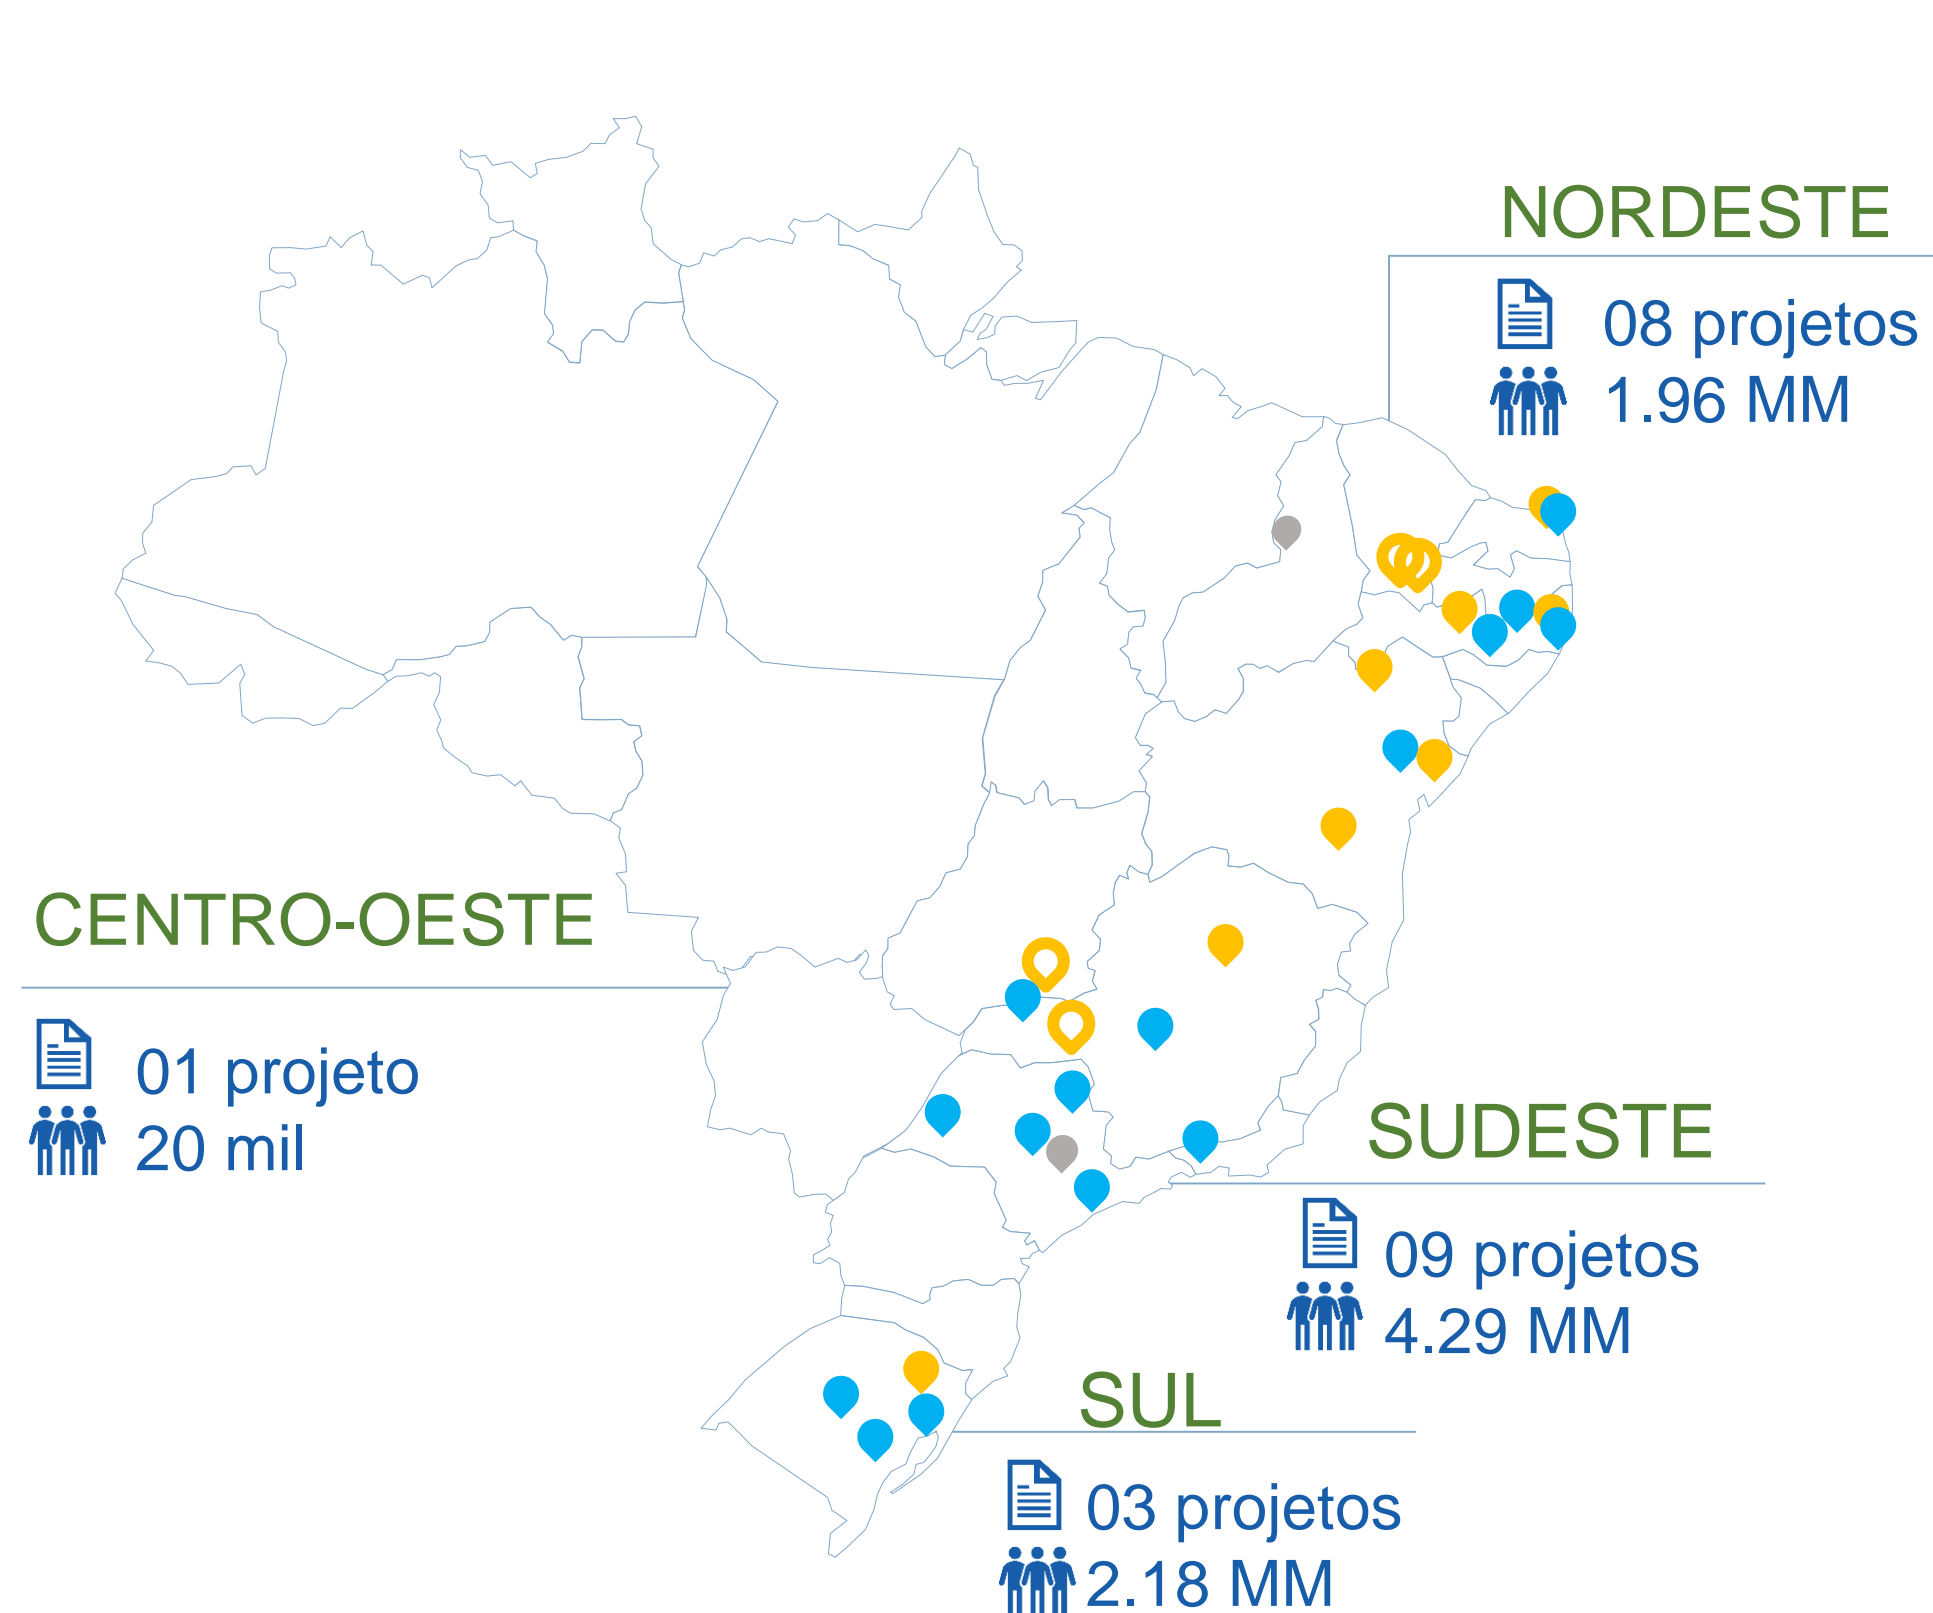 NORDESTE
08 projetos
1.96 MM
CENTRO-OESTE
01 projeto
20 mil
SUDESTE
09 projetos
4.29 MM
SUL
03 projetos
2.18 MM